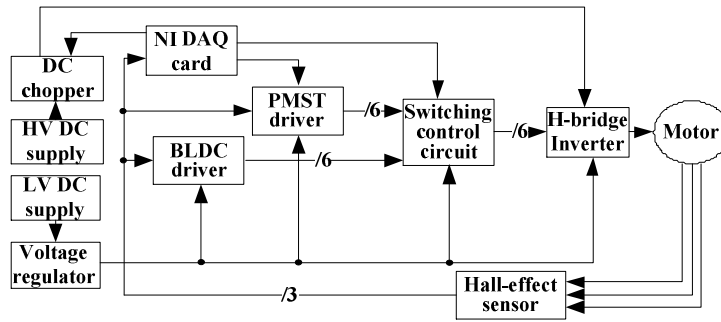 NI DAQ
card
DC
chopper
PMST
driver
/6
Switching
control
circuit
/6
H-bridge
Inverter
Motor
HV DC
supply
BLDC
driver
/6
LV DC
supply
Voltage
regulator
/3
Hall-effect
sensor